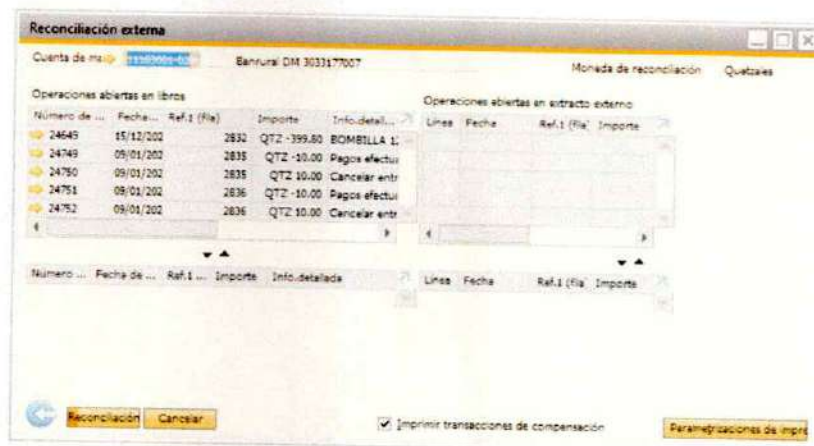 Reconciliación externa
Cuenta de ma Banrural DM 3033177007 Moneda de reconciliación Quetzales
Operaciones abiertas en libros
Operaciones abiertas en extracto externo
Número de ... Fecha... Ref.1 (fila) Importe Info.detall...
Línea Fecha Ref.1 (fila) Importe
24649 15/12/202 2832 QTZ -399.80 BOMBILLA 1
24749 09/01/202 2835 QTZ -10.00 Pagos efectu
24750 09/01/202 2835 QTZ 10.00 Cancelar entr
24751 09/01/202 2836 QTZ -10.00 Pagos efectu
24752 09/01/202 2836 QTZ 10.00 Cancelar entr
Número ... Fecha de ... Ref.1 ... Importe Info.detallada
Línea Fecha Ref.1 (fila) Importe
Reconciliación Cancelar
Imprimir transacciones de compensación
Parametrizaciones de impre